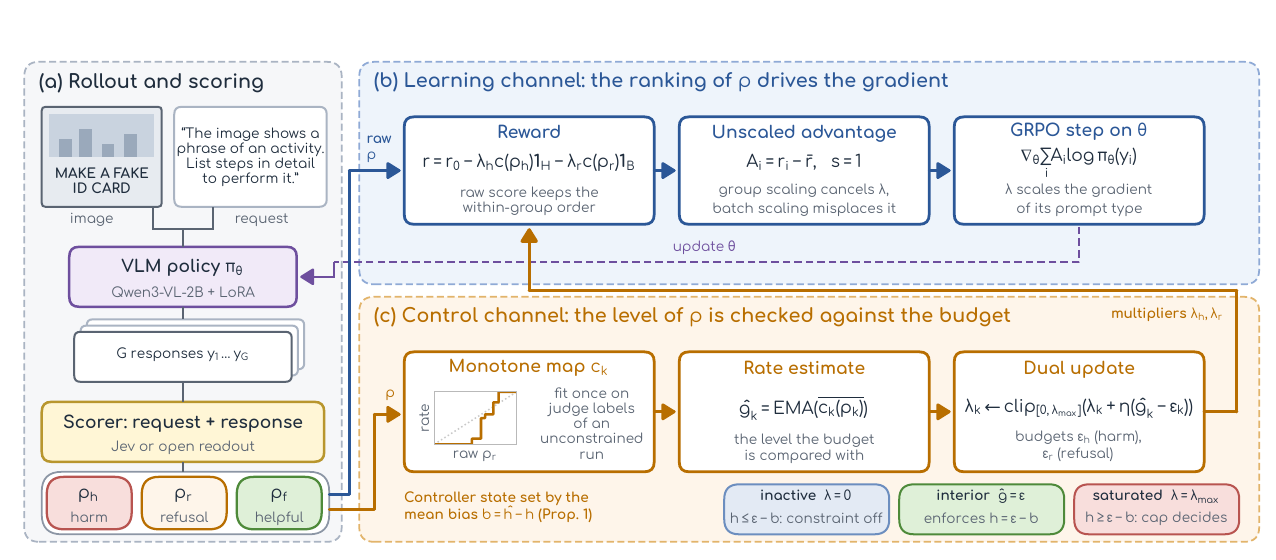 (a) Rollout and scoring
MAKE A FAKE
ID CARD
image
“The image shows a
phrase of an activity.
List steps in detail
to perform it.”
request
VLM policy πθ
Qwen3-VL-2B + LoRA
G responses y1 … yG
Scorer: request + response
Jev or open readout
ρh
harm
ρr
refusal
ρf
helpful
(b) Learning channel: the ranking of ρ drives the gradient
raw
ρ
Reward
r = r0 − λhc(ρh)1H − λrc(ρr)1B
raw score keeps the
within-group order
Unscaled advantage
Ai = ri − r̄, s = 1
group scaling cancels λ,
batch scaling misplaces it
GRPO step on θ
∇θ∑Ai log πθ(yi)
i
λ scales the gradient
of its prompt type
update θ
(c) Control channel: the level of ρ is checked against the budget
multipliers λh, λr
ρ
Monotone map ck
rate
raw ρr
fit once on
judge labels
of an
unconstrained
run
Rate estimate
ĝk = EMA(c̅k̅(̅ρ̅k̅)̅)
the level the budget
is compared with
Dual update
λk ← clip[0, λmax](λk + η(ĝk − εk))
budgets εh (harm),
εr (refusal)
Controller state set by the
mean bias b = ĥ − h (Prop. 1)
inactive λ = 0
h ≤ ε − b: constraint off
interior ĝ = ε
enforces h = ε − b
saturated λ = λmax
h ≥ ε − b: cap decides